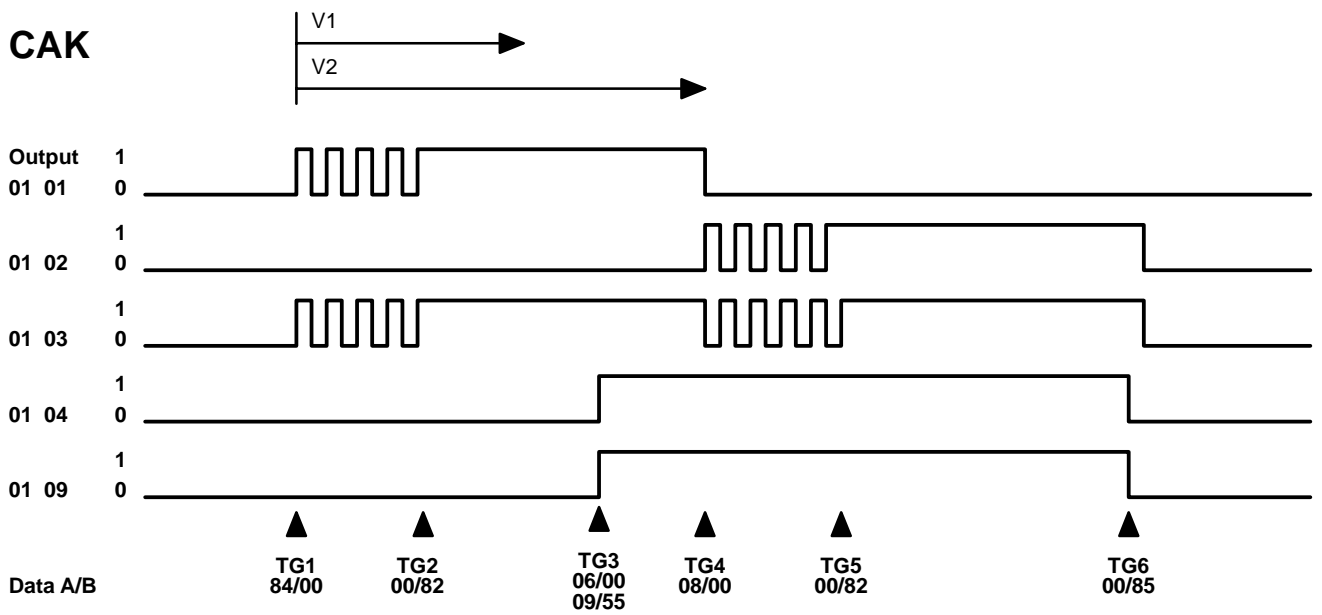 CAK
V1
V2
Output 1
01 01 0
1
01 02 0
1
01 03 0
1
01 04 0
1
01 09 0
TG1 TG2 TG3 TG4 TG5 TG6
Data A/B 84/00 00/82 06/00 08/00 00/82 00/85
09/55